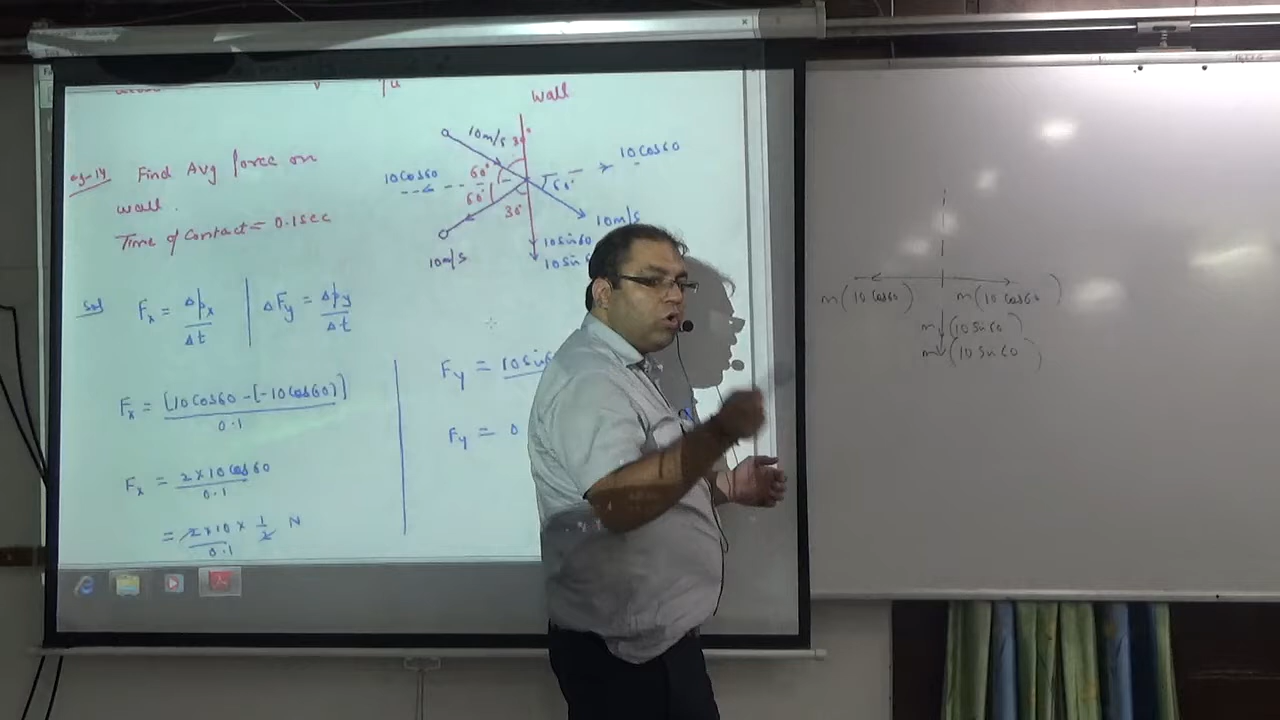 Wall
eg-14 Find Avg force on
wall.
Time of Contact = 0.1sec
10m/s
30°
10cos60
60°
60°
30°
10m/s
10cos60
60°
10m/s
10sin60
Sol
Fx = Δpx / Δt
ΔFy = Δpy / Δt
Fx = [10cos60 - [-10cos60)] / 0.1
Fx = 2×10cos60 / 0.1
= 2×10 / 0.1 × 1/2 N
Fy =
Fy = 0
m(10cos60)
m(10cos60)
m(10sin60)
m(10sin60)